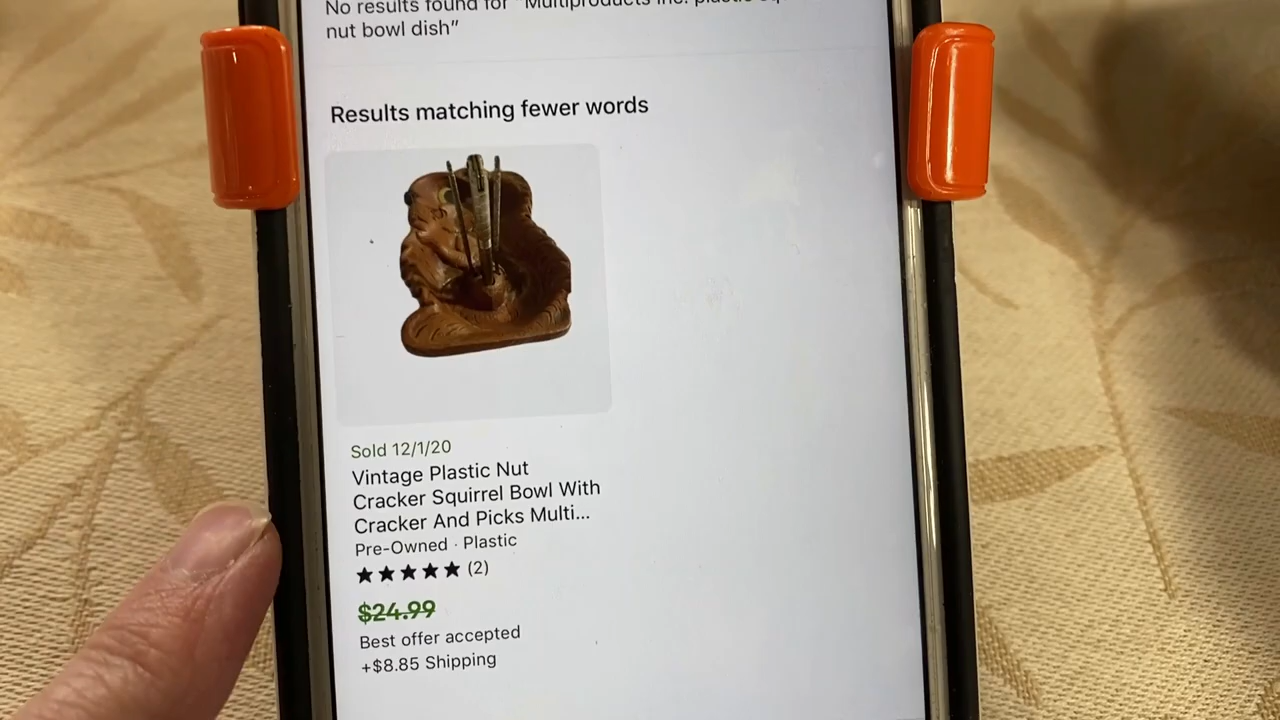 No results found for "Multiproducts Inc. plastic
nut bowl dish"
Results matching fewer words
Sold 12/1/20
Vintage Plastic Nut
Cracker Squirrel Bowl With
Cracker And Picks Multi...
Pre-Owned · Plastic
★★★★★ (2)
$24.99
Best offer accepted
+$8.85 Shipping